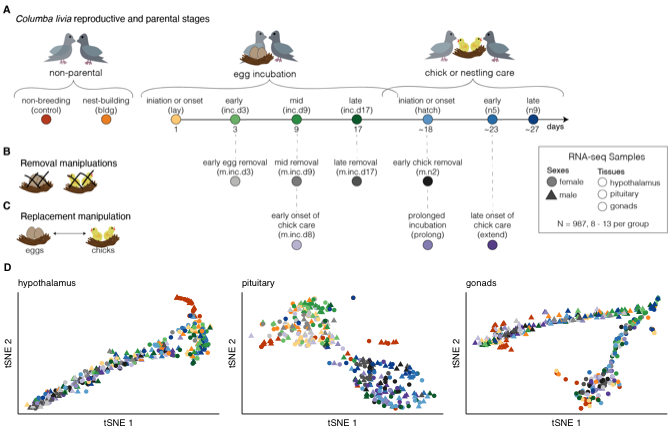 A
Columba livia reproductive and parental stages
non-parental
egg incubation
chick or nestling care
non-breeding
(control)
nest-building
(bldg)
iniation or onset
(lay)
early
(inc.d3)
mid
(inc.d9)
late
(inc.d17)
iniation or onset
(hatch)
early
(n5)
late
(n9)
1
3
9
17
~18
~23
~27
days
B
Removal manipluations
early egg removal
(m.inc.d3)
mid removal
(m.inc.d9)
late removal
(m.inc.d17)
early chick removal
(m.n2)
C
Replacement manipulation
eggs
chicks
early onset of
chick care
(m.inc.d8)
prolonged
incubation
(prolong)
late onset of
chick care
(extend)
RNA-seq Samples
Sexes
female
male
Tissues
hypothalamus
pituitary
gonads
N = 987, 8 - 13 per group
D
hypothalamus
tSNE 2
tSNE 1
pituitary
tSNE 2
tSNE 1
gonads
tSNE 2
tSNE 1